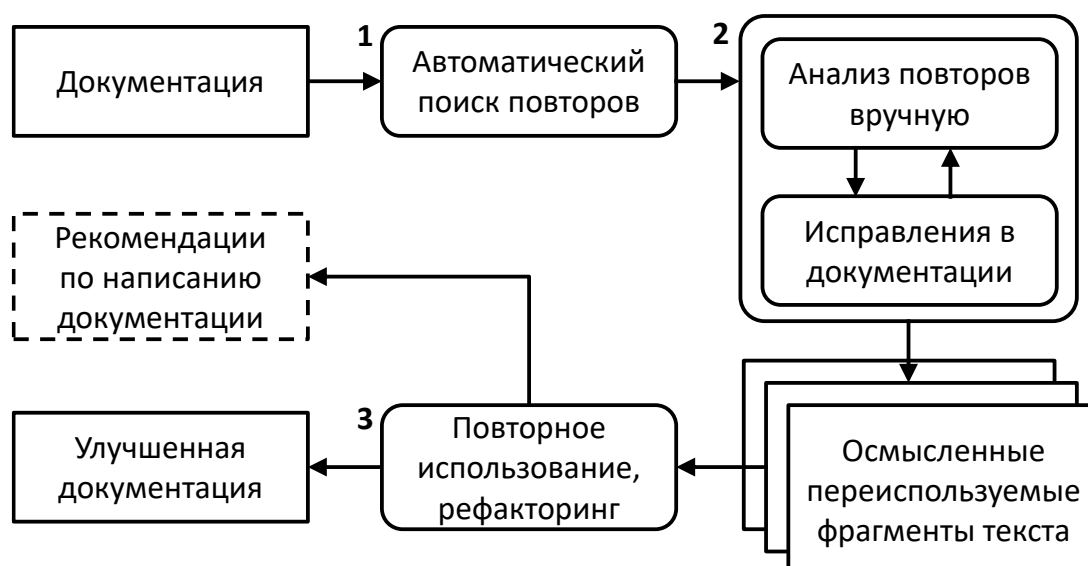 Документация
1
Автоматический
поиск повторов
2
Анализ повторов
вручную
Исправления в
документации
Рекомендации
по написанию
документации
Улучшенная
документация
3
Повторное
использование,
рефакторинг
Осмысленные
переиспользуемые
фрагменты текста